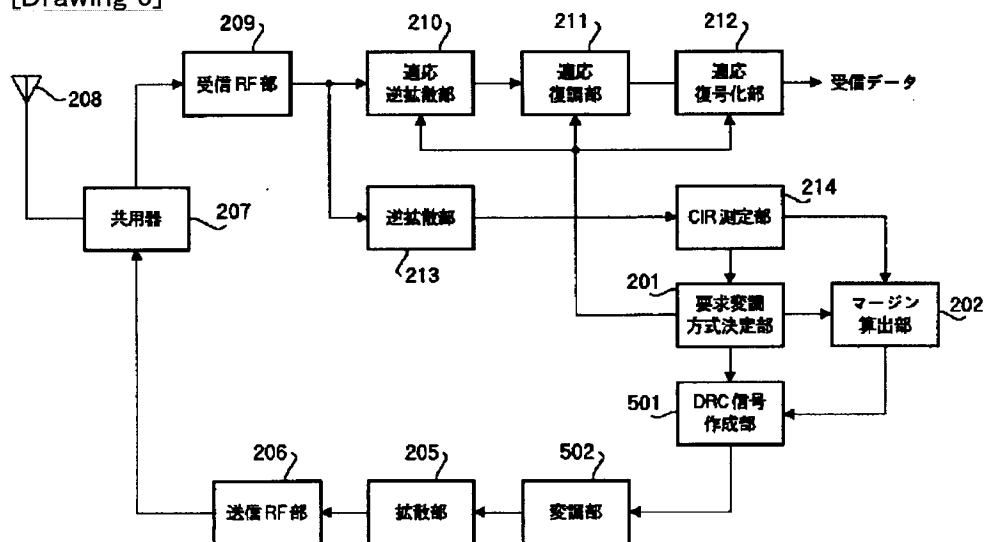 [Drawing 6]
209
210
211
212
受信RF部
適応
逆拡散部
適応
復調部
適応
復号化部
受信データ
208
共用器
207
逆拡散部
213
CIR測定部
214
201
要求変調
方式決定部
マージン
算出部
202
501
DRC信号
作成部
206
205
502
送信RF部
拡散部
変調部